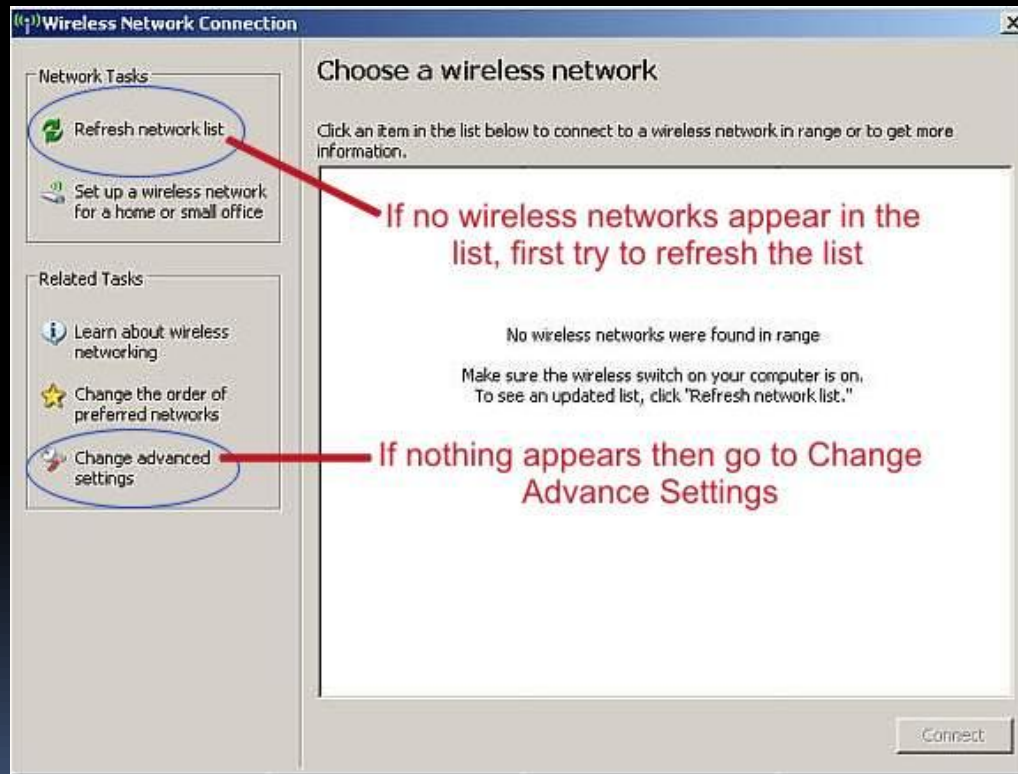 Wireless Network Connection
Network Tasks
Refresh network list
Set up a wireless network
for a home or small office
Related Tasks
Learn about wireless
networking
Change the order of
preferred networks
Change advanced
settings
Choose a wireless network
Click an item in the list below to connect to a wireless network in range or to get more
information.
If no wireless networks appear in the
list, first try to refresh the list
No wireless networks were found in range
Make sure the wireless switch on your computer is on.
To see an updated list, click "Refresh network list."
If nothing appears then go to Change
Advance Settings
Connect